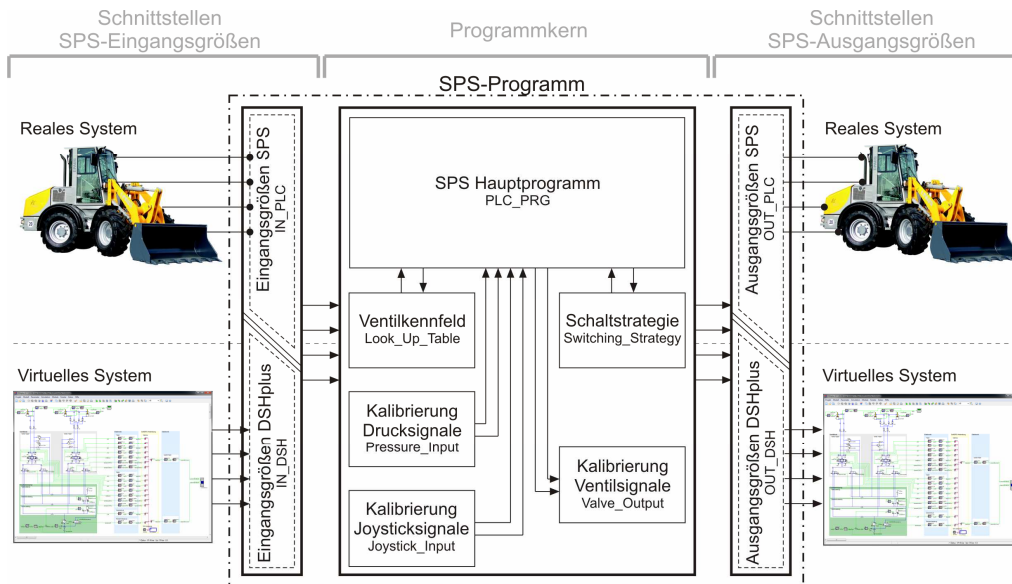 Schnittstellen
SPS-Eingangsgrößen
Programmkern
Schnittstellen
SPS-Ausgangsgrößen
SPS-Programm
Reales System
Eingangsgrößen SPS
IN_PLC
SPS Hauptprogramm
PLC_PRG
Ausgangsgrößen SPS
OUT_PLC
Reales System
Ventilkennfeld
Look_Up_Table
Schaltstrategie
Switching_Strategy
Virtuelles System
Eingangsgrößen DSHplus
IN_DSH
Kalibrierung
Drucksignale
Pressure_Input
Kalibrierung
Joysticksignale
Joystick_Input
Kalibrierung
Ventilsignale
Valve_Output
Ausgangsgrößen DSHplus
OUT_DSH
Virtuelles System